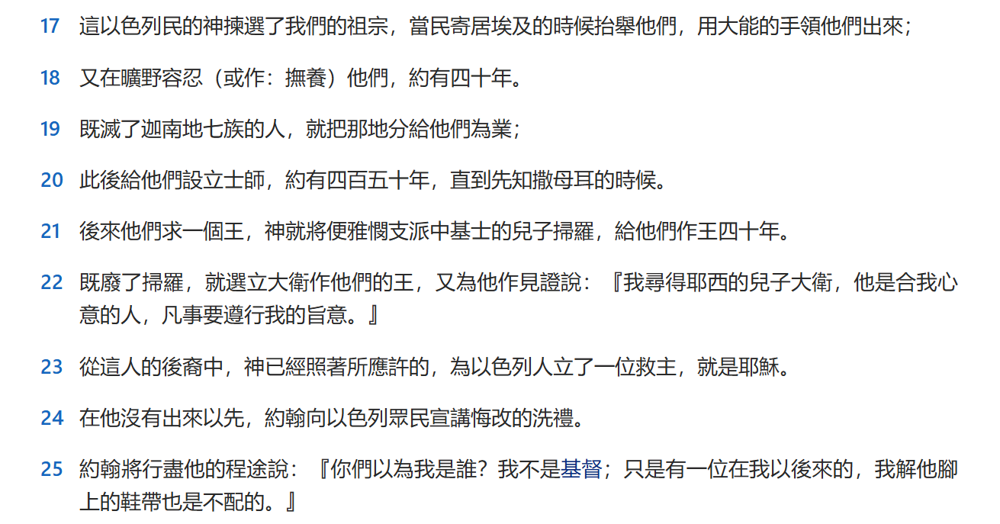 17 這以色列民的神揀選了我們的祖宗，當民寄居埃及的時候抬舉他們，用大能的手領他們出來；
18 又在曠野容忍（或作：撫養）他們，約有四十年。
19 既滅了迦南地七族的人，就把那地分給他們為業；
20 此後給他們設立士師，約有四百五十年，直到先知撒母耳的時候。
21 後來他們求一個王，神就將便雅憫支派中基士的兒子掃羅，給他們作王四十年。
22 既廢了掃羅，就選立大衛作他們的王，又為他作見證說：『我尋得耶西的兒子大衛，他是合我心
意的人，凡事要遵行我的旨意。』
23 從這人的後裔中，神已經照著所應許的，為以色列人立了一位救主，就是耶穌。
24 在他沒有出來以先，約翰向以色列眾民宣講悔改的洗禮。
25 約翰將行盡他的程途說：『你們以為我是誰？我不是基督；只是有一位在我以後來的，我解他腳
上的鞋帶也是不配的。』